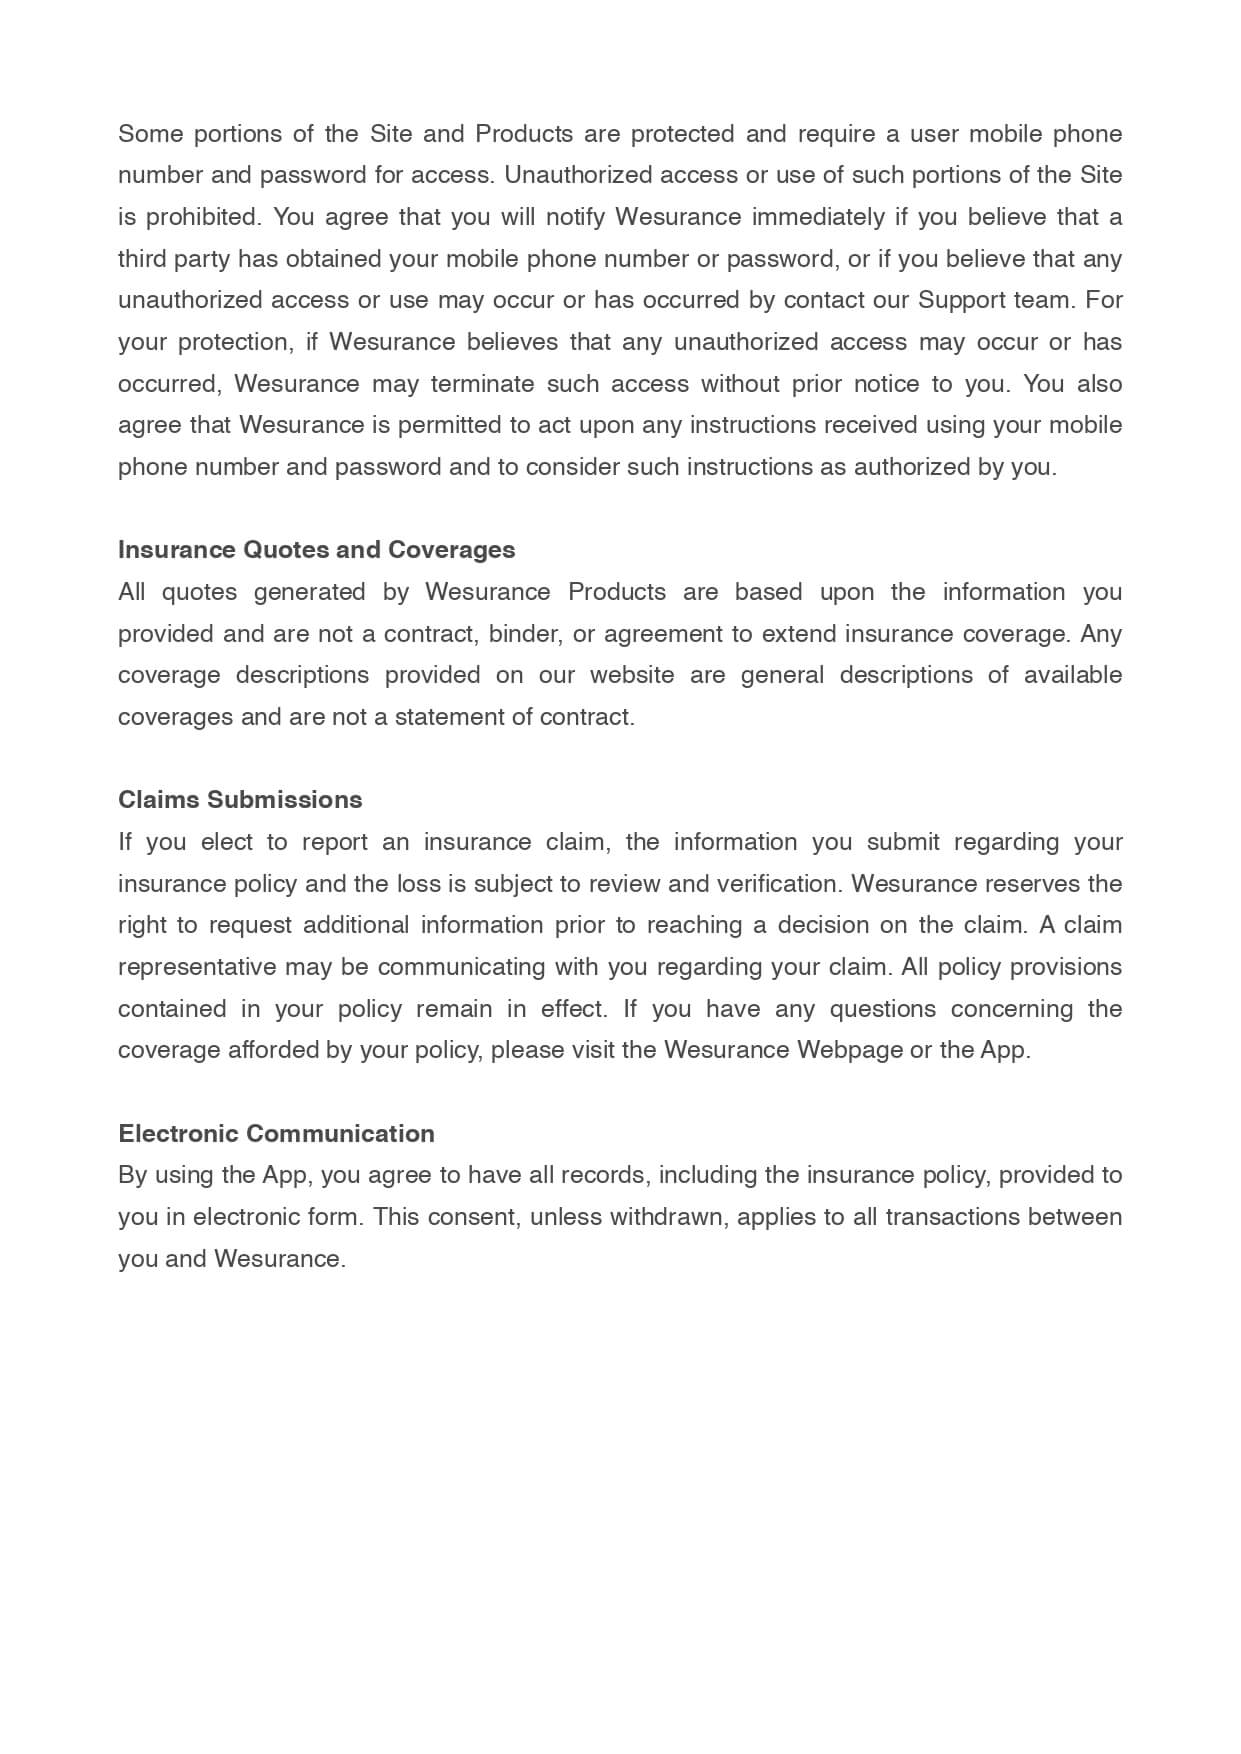 Some portions of the Site and Products are protected and require a user mobile phone
number and password for access. Unauthorized access or use of such portions of the Site
is prohibited. You agree that you will notify Wesurance immediately if you believe that a
third party has obtained your mobile phone number or password, or if you believe that any
unauthorized access or use may occur or has occurred by contact our Support team. For
your protection, if Wesurance believes that any unauthorized access may occur or has
occurred, Wesurance may terminate such access without prior notice to you. You also
agree that Wesurance is permitted to act upon any instructions received using your mobile
phone number and password and to consider such instructions as authorized by you.
Insurance Quotes and Coverages
All quotes generated by Wesurance Products are based upon the information you
provided and are not a contract, binder, or agreement to extend insurance coverage. Any
coverage descriptions provided on our website are general descriptions of available
coverages and are not a statement of contract.
Claims Submissions
If you elect to report an insurance claim, the information you submit regarding your
insurance policy and the loss is subject to review and verification. Wesurance reserves the
right to request additional information prior to reaching a decision on the claim. A claim
representative may be communicating with you regarding your claim. All policy provisions
contained in your policy remain in effect. If you have any questions concerning the
coverage afforded by your policy, please visit the Wesurance Webpage or the App.
Electronic Communication
By using the App, you agree to have all records, including the insurance policy, provided to
you in electronic form. This consent, unless withdrawn, applies to all transactions between
you and Wesurance.